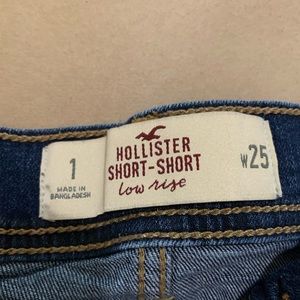 1
MADE IN
BANGLADESH
HOLLISTER
SHORT-SHORT
low rise
W25